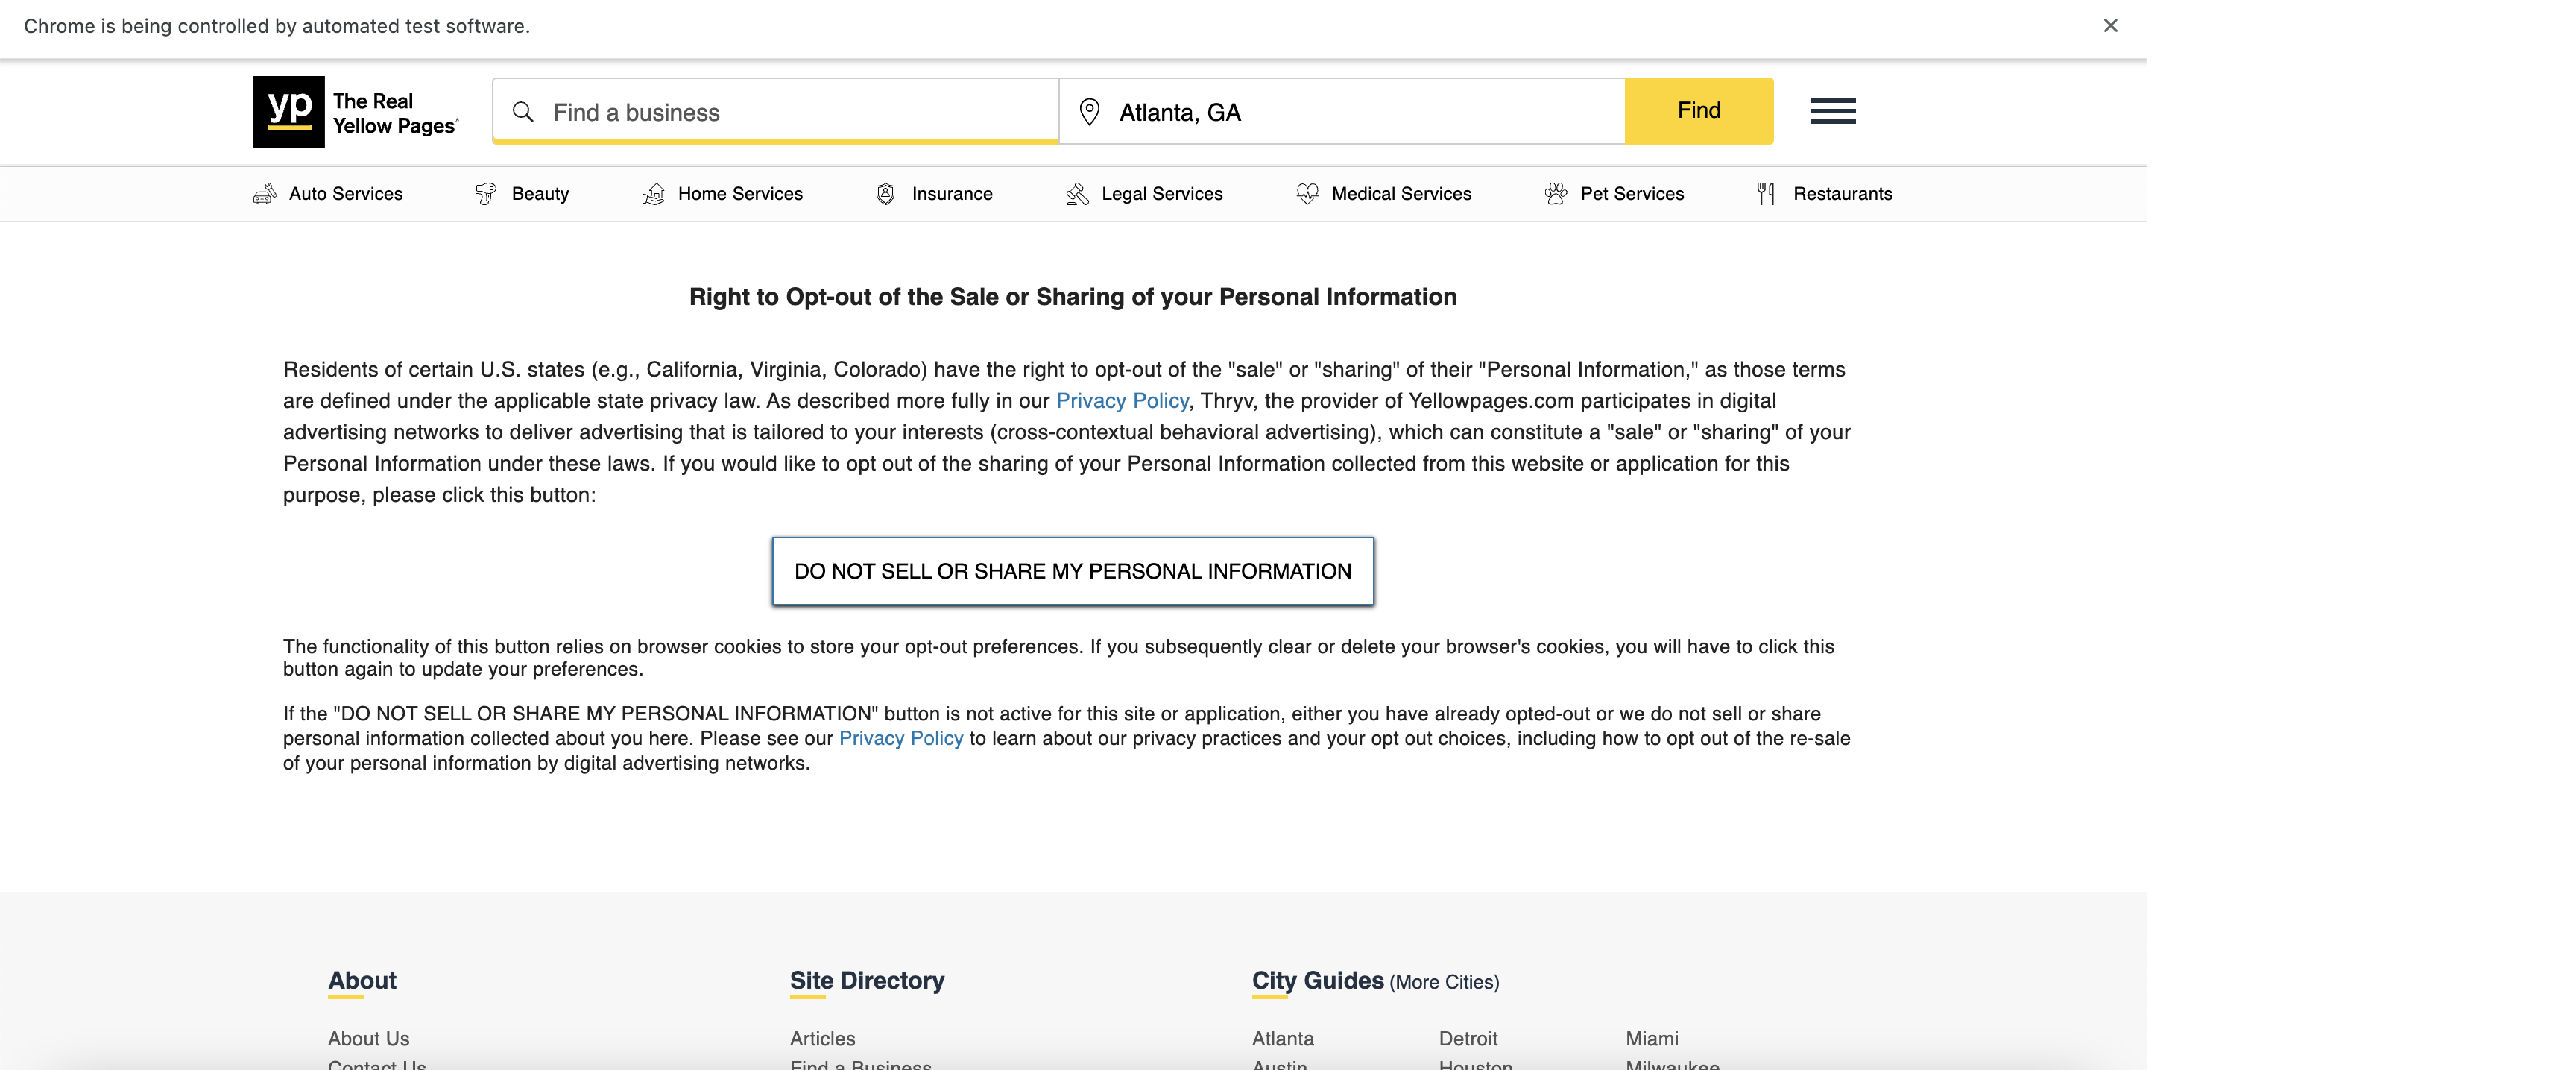 Chrome is being controlled by automated test software.
yp
The Real
Yellow Pages
Find a business
Atlanta, GA
Find
Auto Services
Beauty
Home Services
Insurance
Legal Services
Medical Services
Pet Services
Restaurants
Right to Opt-out of the Sale or Sharing of your Personal Information
Residents of certain U.S. states (e.g., California, Virginia, Colorado) have the right to opt-out of the "sale" or "sharing" of their "Personal Information," as those terms
are defined under the applicable state privacy law. As described more fully in our Privacy Policy, Thryv, the provider of Yellowpages.com participates in digital
advertising networks to deliver advertising that is tailored to your interests (cross-contextual behavioral advertising), which can constitute a "sale" or "sharing" of your
Personal Information under these laws. If you would like to opt out of the sharing of your Personal Information collected from this website or application for this
purpose, please click this button:
DO NOT SELL OR SHARE MY PERSONAL INFORMATION
The functionality of this button relies on browser cookies to store your opt-out preferences. If you subsequently clear or delete your browser's cookies, you will have to click this
button again to update your preferences.
If the "DO NOT SELL OR SHARE MY PERSONAL INFORMATION" button is not active for this site or application, either you have already opted-out or we do not sell or share
personal information collected about you here. Please see our Privacy Policy to learn about our privacy practices and your opt out choices, including how to opt out of the re-sale
of your personal information by digital advertising networks.
About
Site Directory
City Guides (More Cities)
About Us
Articles
Atlanta
Detroit
Miami
Contact Us
Find a Business
Austin
Houston
Milwaukee